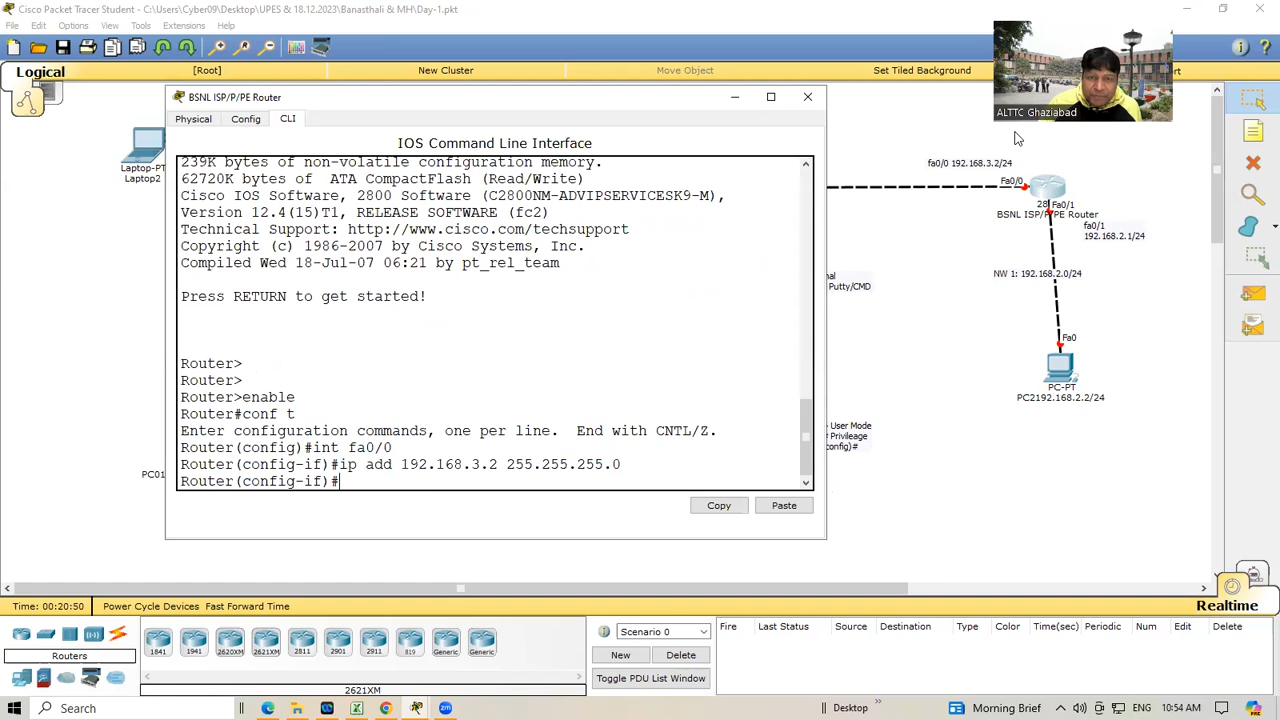 Cisco Packet Tracer Student - C:\Users\Cyber09\Desktop\UPES & 18.12.2023\Banasthali & MH\Day-1.pkt
File Edit Options View Tools Extensions Help
Logical [Root] New Cluster Move Object Set Tiled Background
ALTTC Ghaziabad
BSNL ISP/P/PE Router
Physical Config CLI
IOS Command Line Interface
239K bytes of non-volatile configuration memory.
62720K bytes of ATA CompactFlash (Read/Write)
Cisco IOS Software, 2800 Software (C2800NM-ADVIPSERVICESK9-M),
Version 12.4(15)T1, RELEASE SOFTWARE (fc2)
Technical Support: http://www.cisco.com/techsupport
Copyright (c) 1986-2007 by Cisco Systems, Inc.
Compiled Wed 18-Jul-07 06:21 by pt_rel_team
Press RETURN to get started!
Router>
Router>
Router>enable
Router#conf t
Enter configuration commands, one per line. End with CNTL/Z.
Router(config)#int fa0/0
Router(config-if)#ip add 192.168.3.2 255.255.255.0
Router(config-if)#
Copy Paste
Laptop-PT
Laptop2
PC01
fa0/0 192.168.3.2/24
Fa0/0
Fa0/1
BSNL ISP/P/PE Router
fa0/1
192.168.2.1/24
NW 1: 192.168.2.0/24
Putty/CMD
Fa0
PC-PT
PC2192.168.2.2/24
User Mode
Privileage
config)#
Time: 00:20:50 Power Cycle Devices Fast Forward Time
Realtime
Routers
1841 1941 2620XM 2621XM 2811 2901 2911 819 Generic Generic
2621XM
Scenario 0
New Delete
Toggle PDU List Window
Fire Last Status Source Destination Type Color Time(sec) Periodic Num Edit Delete
Search
Desktop
Morning Brief
ENG
10:54 AM